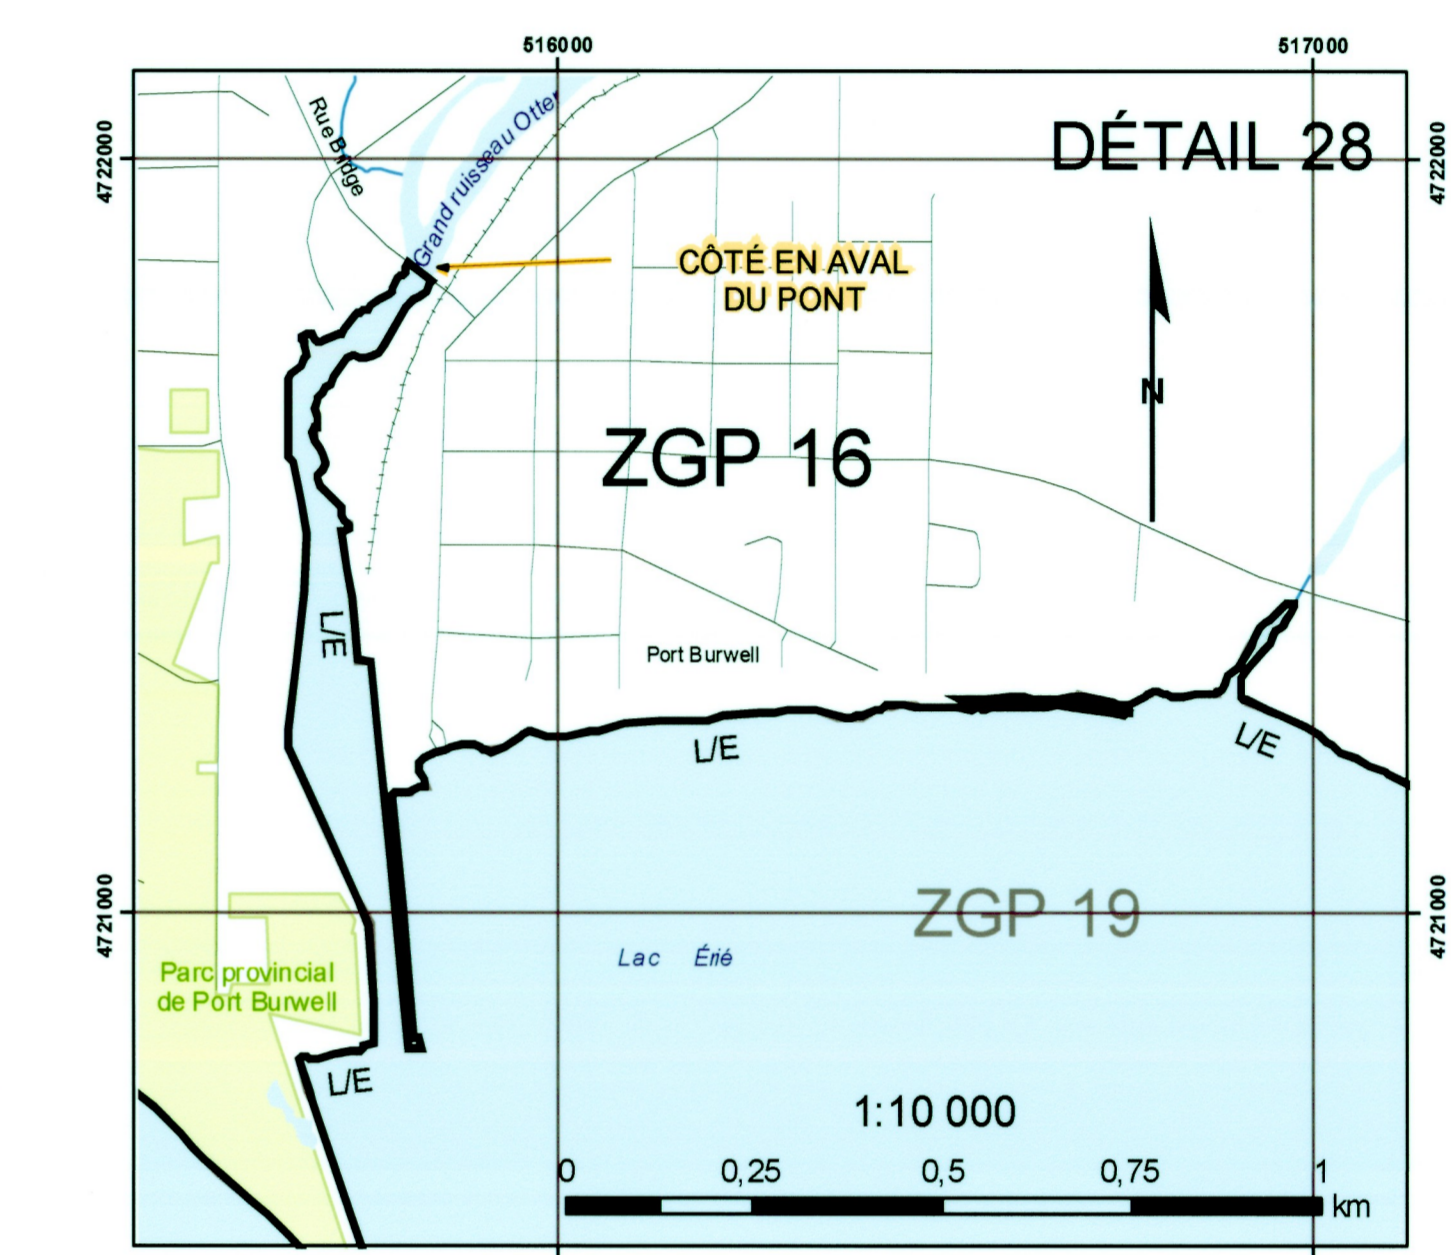 516000
517000
4722000
DÉTAIL 28
4722000
Rue Bridge
Grand ruisseau Otter
CÔTÉ EN AVAL
DU PONT
N
ZGP 16
L/E
Port Burwell
L/E
L/E
4721000
ZGP 19
4721000
Lac Érié
Parc provincial
de Port Burwell
L/E
1:10 000
0 0,25 0,5 0,75 1
km